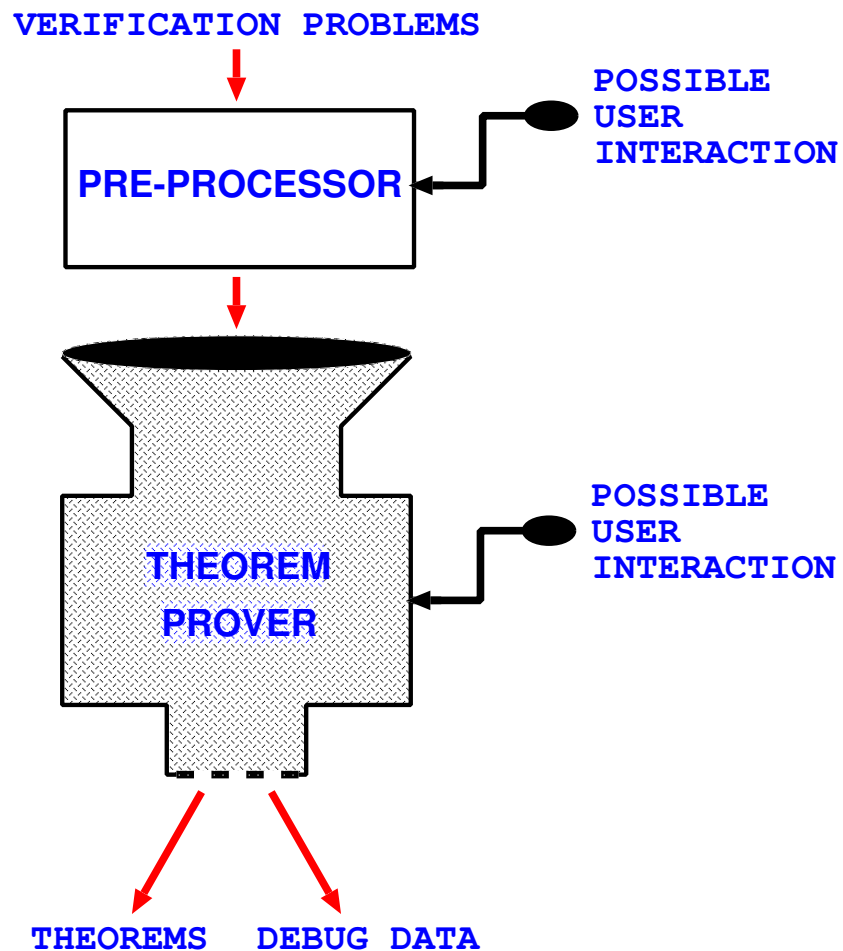 VERIFICATION PROBLEMS
POSSIBLE
USER
INTERACTION
PRE-PROCESSOR
POSSIBLE
USER
INTERACTION
THEOREM
PROVER
THEOREMS
DEBUG DATA